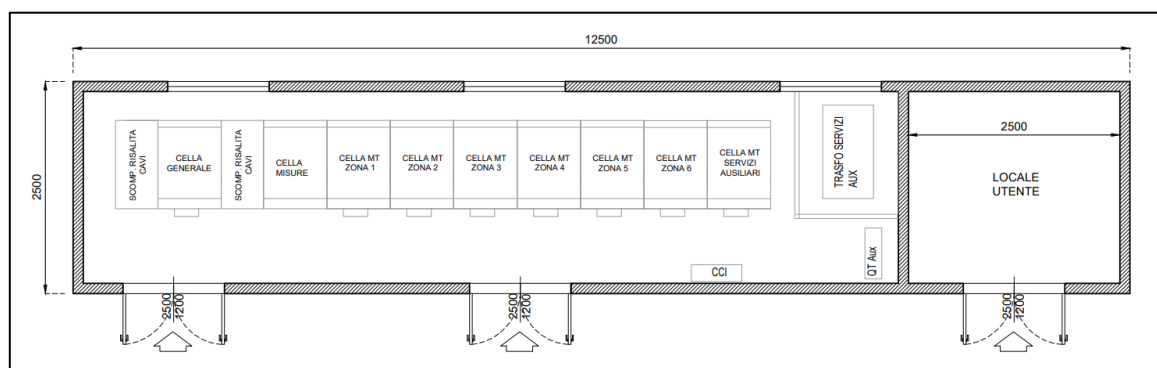 12500
2500
SCOMP. RISALITA
CAVI
CELLA
GENERALE
SCOMP. RISALITA
CAVI
CELLA
MISURE
CELLA MT
ZONA 1
CELLA MT
ZONA 2
CELLA MT
ZONA 3
CELLA MT
ZONA 4
CELLA MT
ZONA 5
CELLA MT
ZONA 6
CELLA MT
SERVIZI
AUSILIARI
TRASFO SERVIZI
AUX
2500
LOCALE
UTENTE
QT Aux
CCI
2500
1200
2500
1200
2500
1200